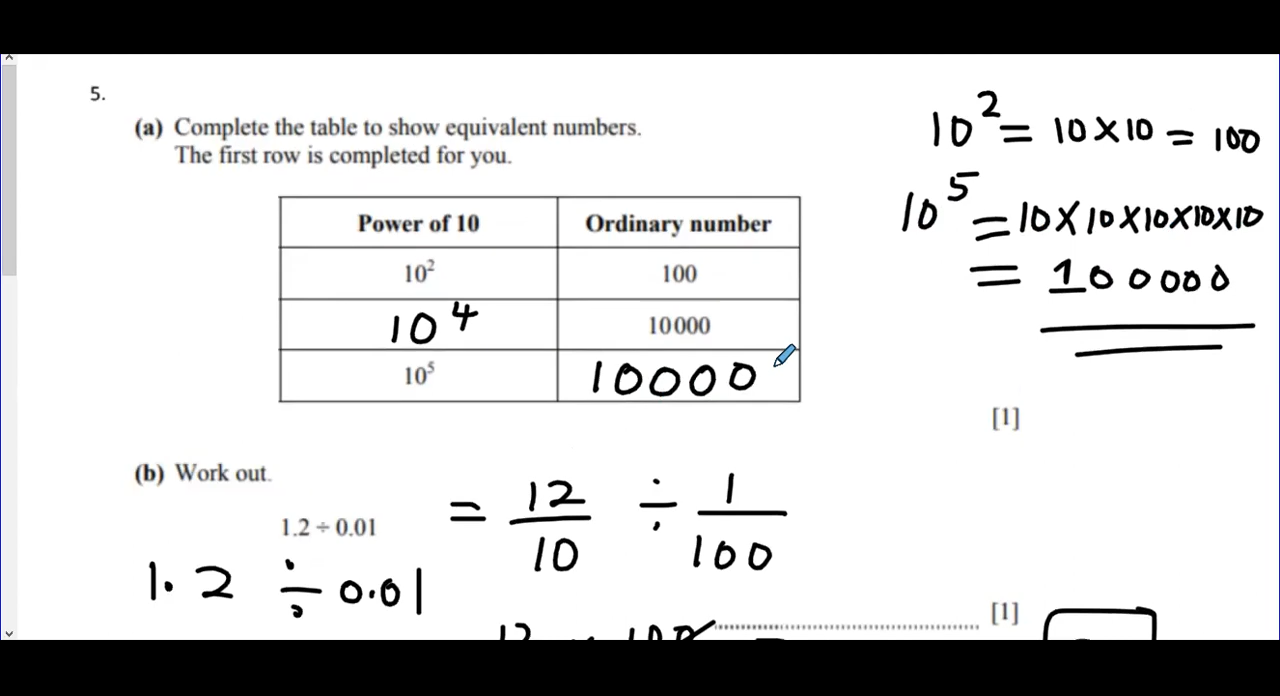 5.
(a) Complete the table to show equivalent numbers.
The first row is completed for you.
Power of 10 Ordinary number
10² 100
10⁴ 10000
10⁵ 10000
10² = 10 × 10 = 100
10⁵ = 10 × 10 × 10 × 10 × 10
= 100000
[1]
(b) Work out.
1.2 ÷ 0.01
= 12/10 ÷ 1/100
1.2 ÷ 0.01
[1]